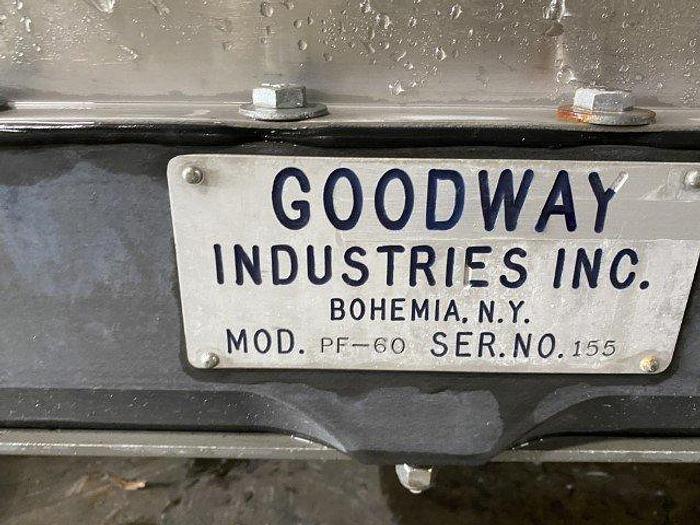 GOODWAY
INDUSTRIES INC.
BOHEMIA, N.Y.
MOD. PF-60 SER. NO. 155